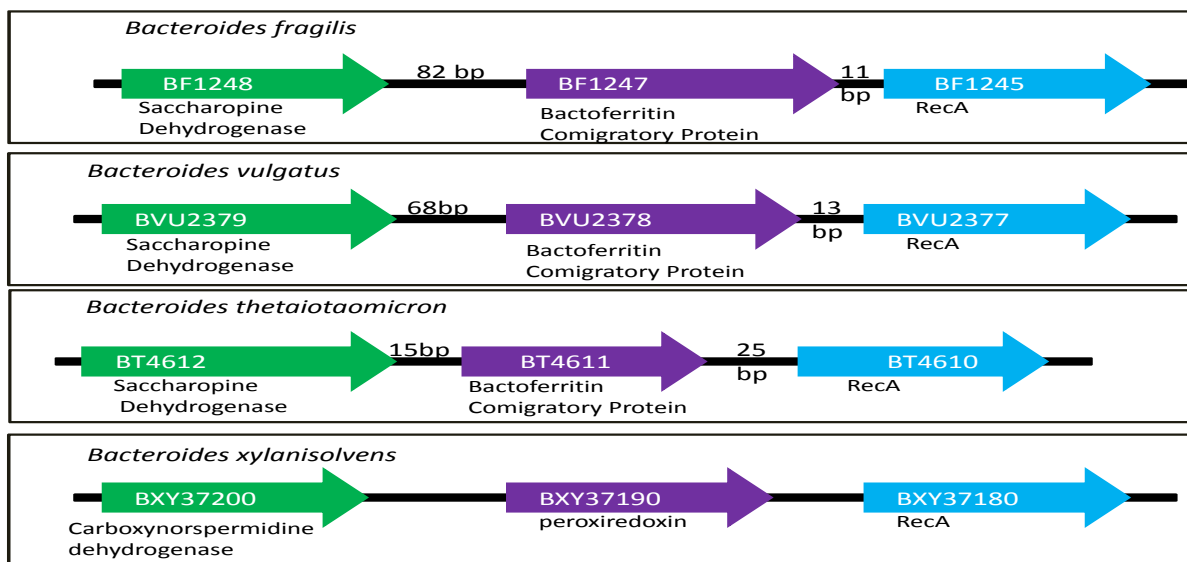 Bacteroides fragilis
BF1248
82 bp
BF1247
11
bp
BF1245
Saccharopine
Dehydrogenase
Bactoferritin
Comigratory Protein
RecA
Bacteroides vulgatus
BVU2379
68bp
BVU2378
13
bp
BVU2377
Saccharopine
Dehydrogenase
Bactoferritin
Comigratory Protein
RecA
Bacteroides thetaiotaomicron
BT4612
15bp
BT4611
25
bp
BT4610
Saccharopine
Dehydrogenase
Bactoferritin
Comigratory Protein
RecA
Bacteroides xylanisolvens
BXY37200
BXY37190
BXY37180
Carboxynorspermidine
dehydrogenase
peroxiredoxin
RecA